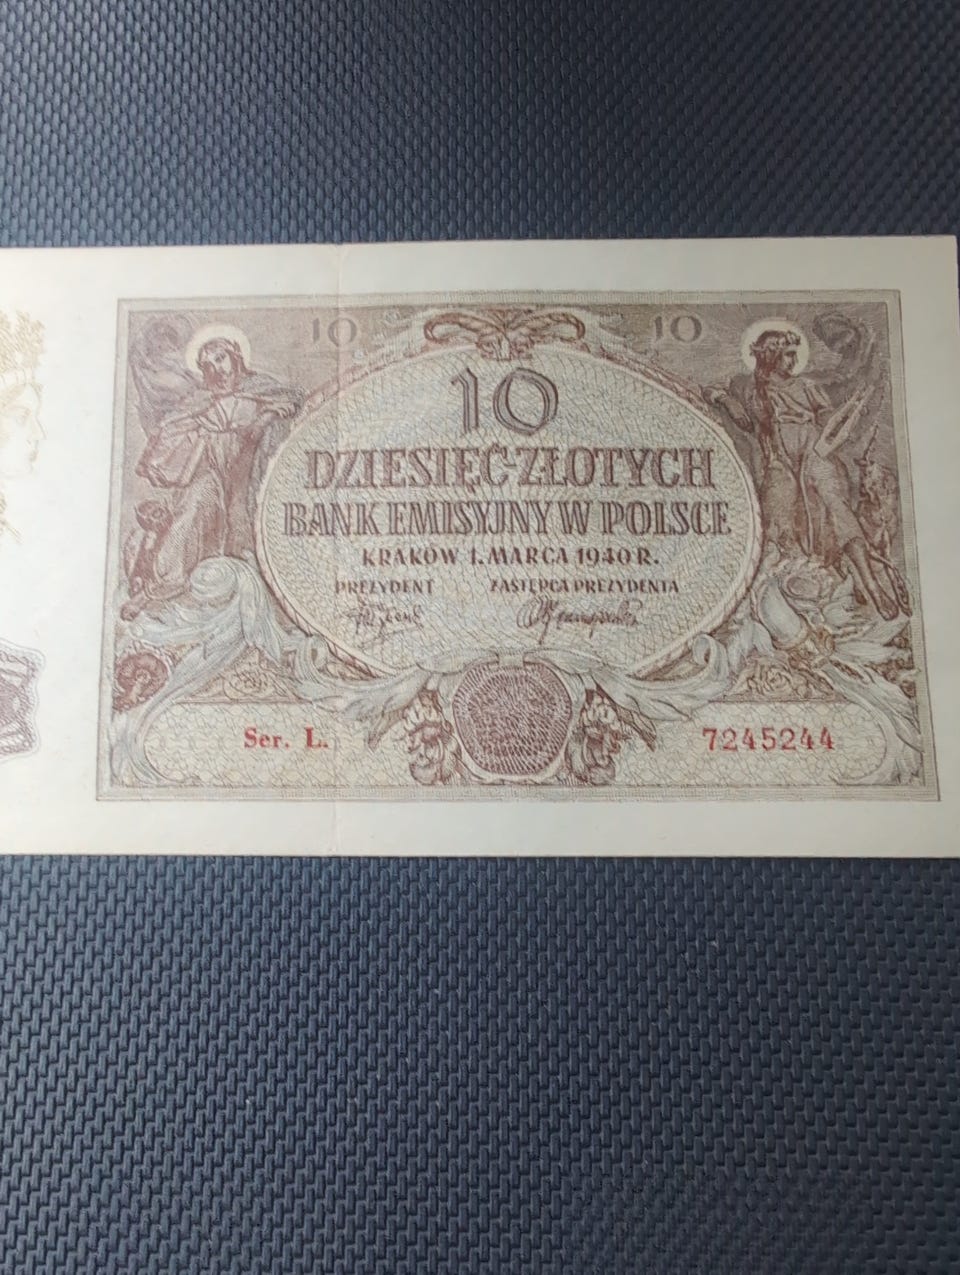 10 10
10
DZIESIĘĆ ZŁOTYCH
BANK EMISYJNY W POLSCE
KRAKÓW 1. MARCA 1940 R.
PREZYDENT ZASTĘPCA PREZYDENTA
Ser. L. 7245244